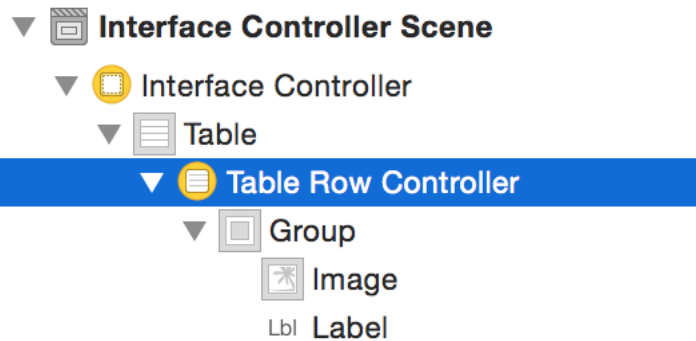 Interface Controller Scene
Interface Controller
Table
Table Row Controller
Group
Image
Lbl Label